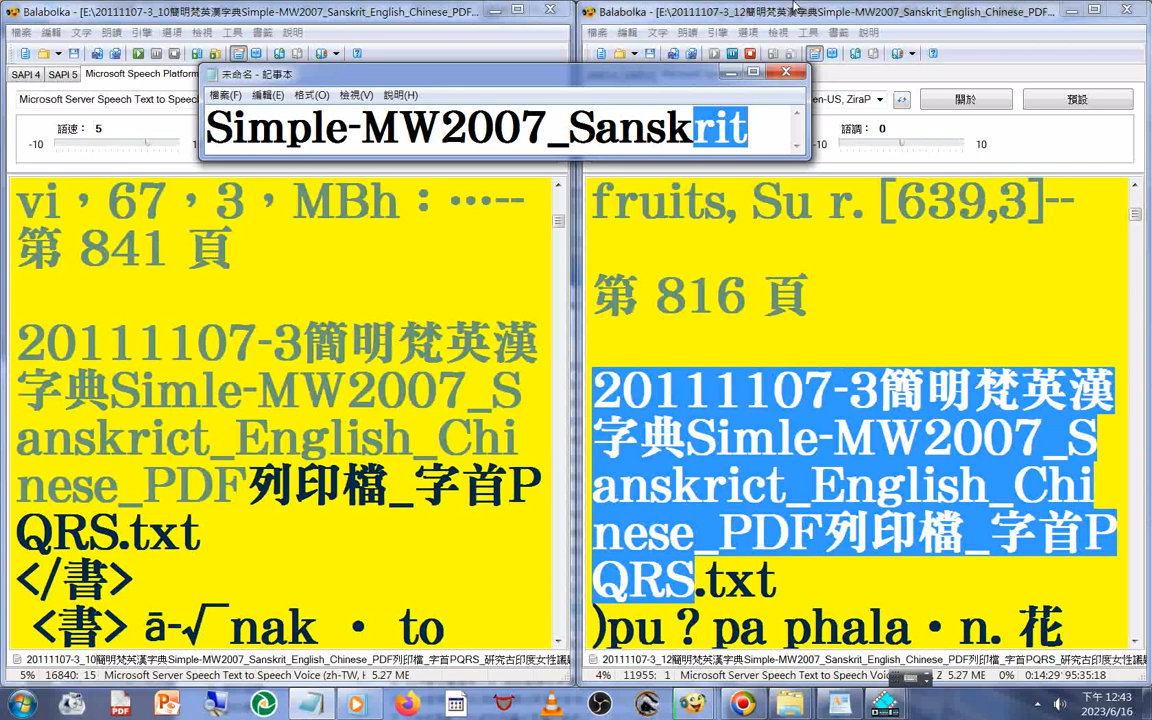 Balabolka - [E:\20111107-3_10簡明梵英漢字典Simple-MW2007_Sanskrit_English_Chinese_PDF...
Balabolka - [E:\20111107-3_12簡明梵英漢字典Simple-MW2007_Sanskrit_English_Chinese_PDF...
檔案 編輯 文字 朗讀 引擎 選項 檢視 工具 書籤 說明
檔案 編輯 文字 朗讀 引擎 選項 檢視 工具 書籤 說明
SAPI 4 SAPI 5 Microsoft Speech Platform
未命名 - 記事本
檔案(F) 編輯(E) 格式(O) 檢視(V) 說明(H)
Simple-MW2007_Sanskrit
Microsoft Server Speech Text to Speec
en-US, ZiraP
關於
預設
語速： 5
-10
語調： 0
-10
10
vi，67，3，MBh：…--
第 841 頁
20111107-3簡明梵英漢
字典Simle-MW2007_S
anskrict_English_Chi
nese_PDF列印檔_字首P
QRS.txt
</書>
<書> ā-√nak • to
fruits, Su r. [639,3]--
第 816 頁
20111107-3簡明梵英漢
字典Simle-MW2007_S
anskrict_English_Chi
nese_PDF列印檔_字首P
QRS.txt
)pu？pa phala•n. 花
20111107-3_10簡明梵英漢字典Simple-MW2007_Sanskrit_English_Chinese_PDF列印檔_字首PQRS_研究古印度女性議
20111107-3_12簡明梵英漢字典Simple-MW2007_Sanskrit_English_Chinese_PDF列印檔_字首PQRS_研究古印度女性議
5% 16840: 15 Microsoft Server Speech Text to Speech Voice (zh-TW, H 5.27 MB
4% 11955: 1 Microsoft Server Speech Text to Speech V 5.27 MB 0% 0:14:29 95:35:18
下午 12:43
2023/6/16